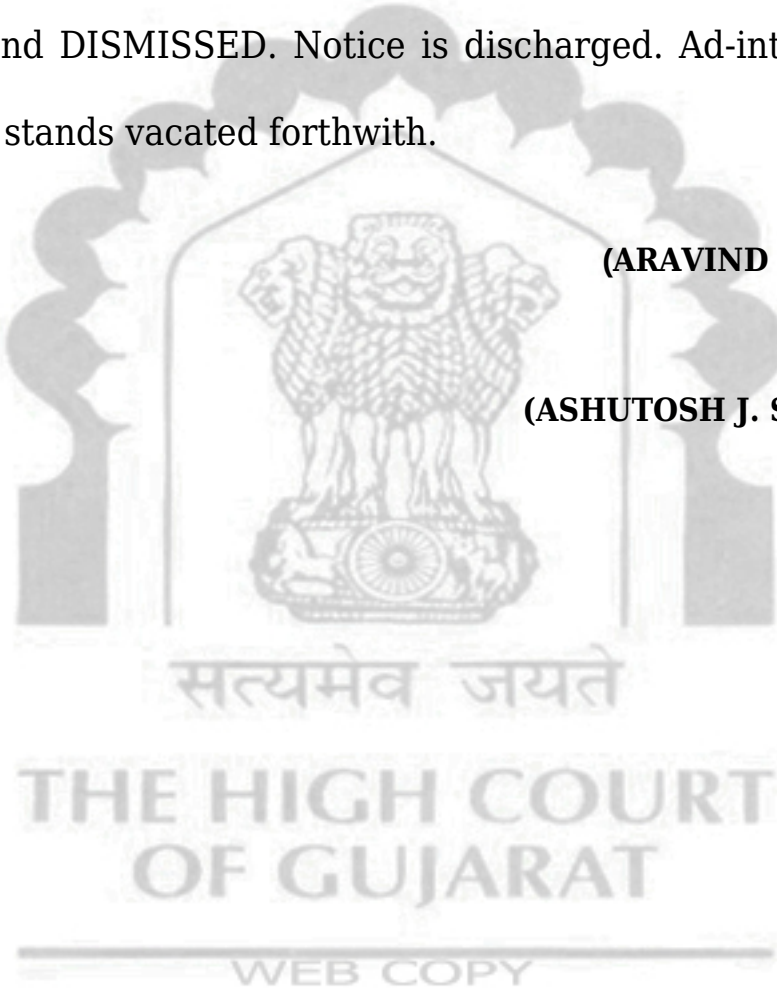 nd DISMISSED. Notice is discharged. Ad-int
stands vacated forthwith.
(ARAVIND
(ASHUTOSH J. S
सत्यमेव जयते
THE HIGH COURT
OF GUJARAT
WEB COPY